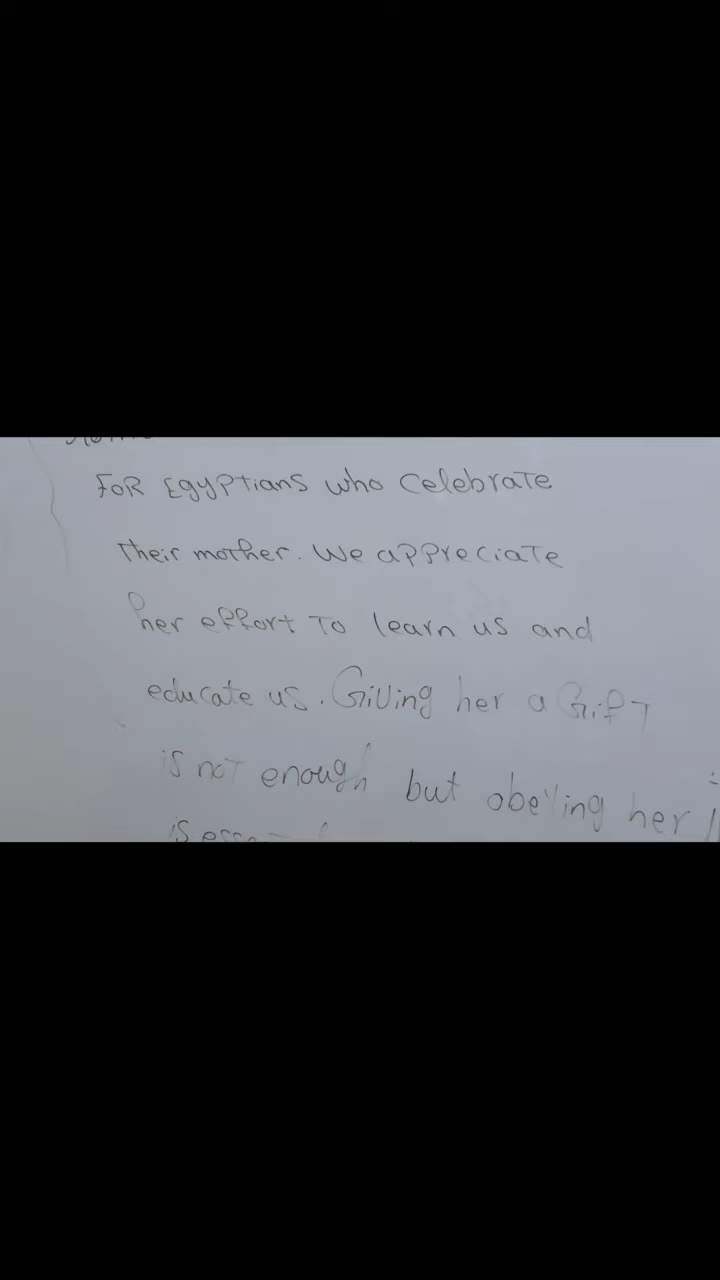 FOR Egyptians who celebrate
their mother. We appreciate
her effort To learn us and
educate us. Giving her a Gift
is not enough but obeying her
is